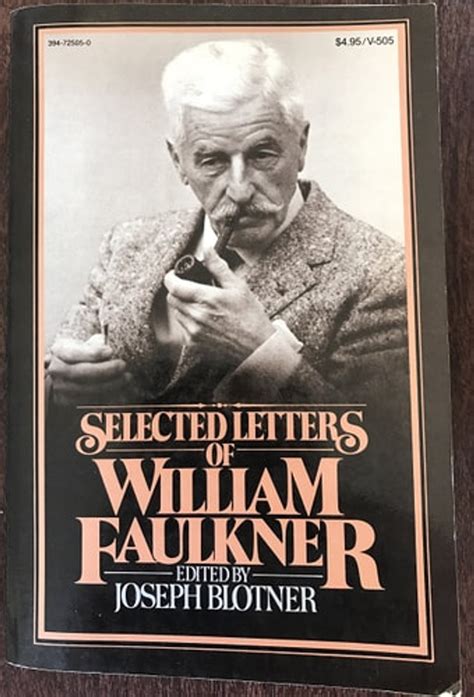 394-72505-0
$4.95/V-505
SELECTED LETTERS
OF
WILLIAM
FAULKNER
EDITED BY
JOSEPH BLOTNER